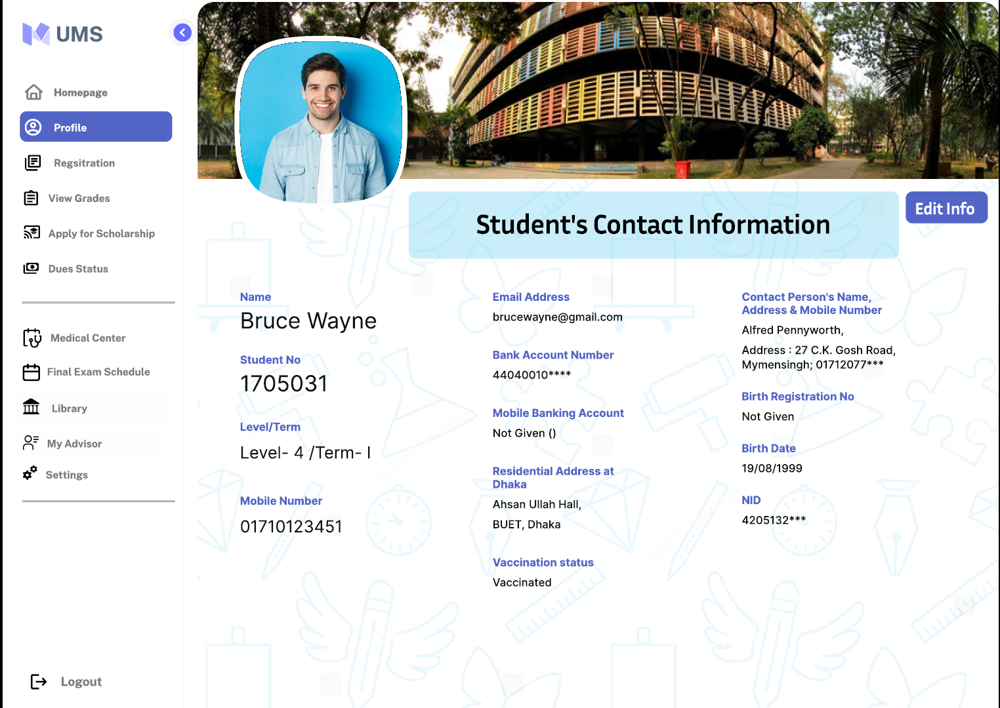 UMS
Homepage
Profile
Regsitration
View Grades
Apply for Scholarship
Dues Status
Medical Center
Final Exam Schedule
Library
My Advisor
Settings
Logout
Student's Contact Information
Edit Info
Name
Bruce Wayne
Student No
1705031
Level/Term
Level- 4 /Term- I
Mobile Number
01710123451
Email Address
brucewayne@gmail.com
Bank Account Number
44040010****
Mobile Banking Account
Not Given ()
Residential Address at
Dhaka
Ahsan Ullah Hall,
BUET, Dhaka
Vaccination status
Vaccinated
Contact Person's Name,
Address & Mobile Number
Alfred Pennyworth,
Address : 27 C.K. Gosh Road,
Mymensingh; 01712077***
Birth Registration No
Not Given
Birth Date
19/08/1999
NID
4205132***